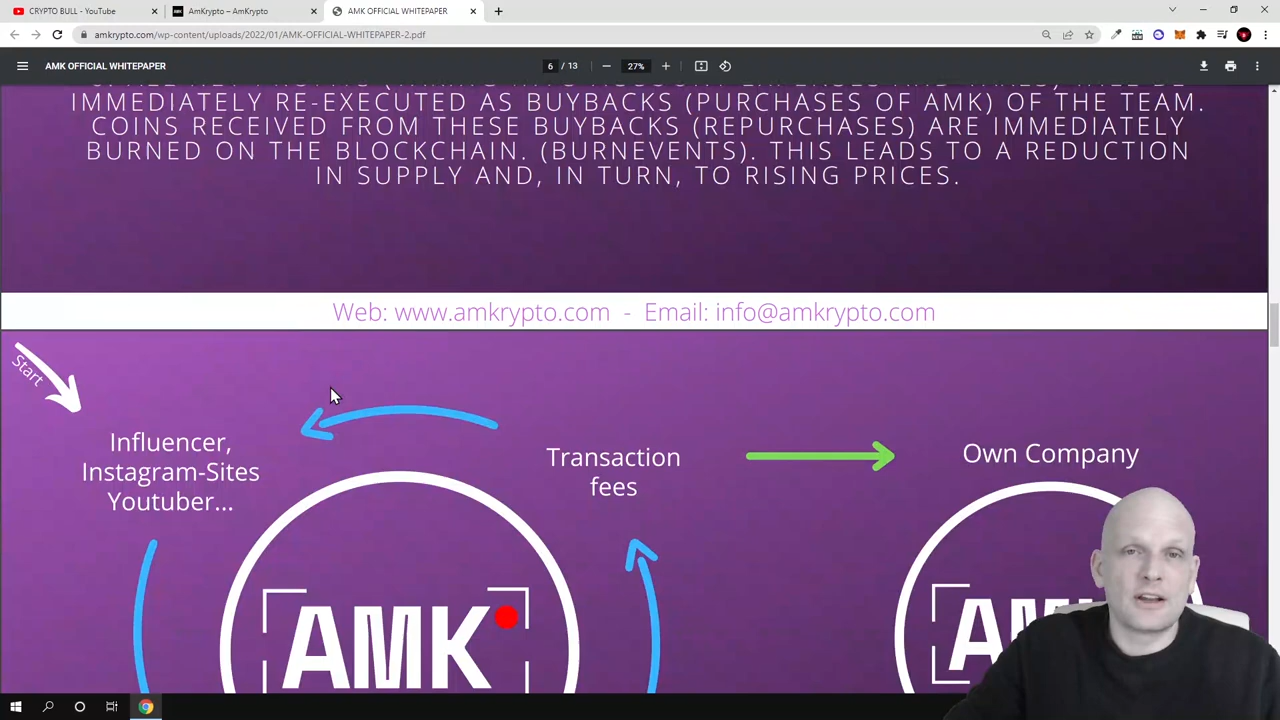 CRYPTO BULL - YouTube
AmKrypto – AmKrypto
AMK OFFICIAL WHITEPAPER
amkrypto.com/wp-content/uploads/2022/01/AMK-OFFICIAL-WHITEPAPER-2.pdf
AMK OFFICIAL WHITEPAPER
6 / 13
27%
IMMEDIATELY RE-EXECUTED AS BUYBACKS (PURCHASES OF AMK) OF THE TEAM.
COINS RECEIVED FROM THESE BUYBACKS (REPURCHASES) ARE IMMEDIATELY
BURNED ON THE BLOCKCHAIN. (BURNEVENTS). THIS LEADS TO A REDUCTION
IN SUPPLY AND, IN TURN, TO RISING PRICES.
Web: www.amkrypto.com - Email: info@amkrypto.com
Start
Influencer,
Instagram-Sites
Youtuber...
Transaction
fees
Own Company
AMK